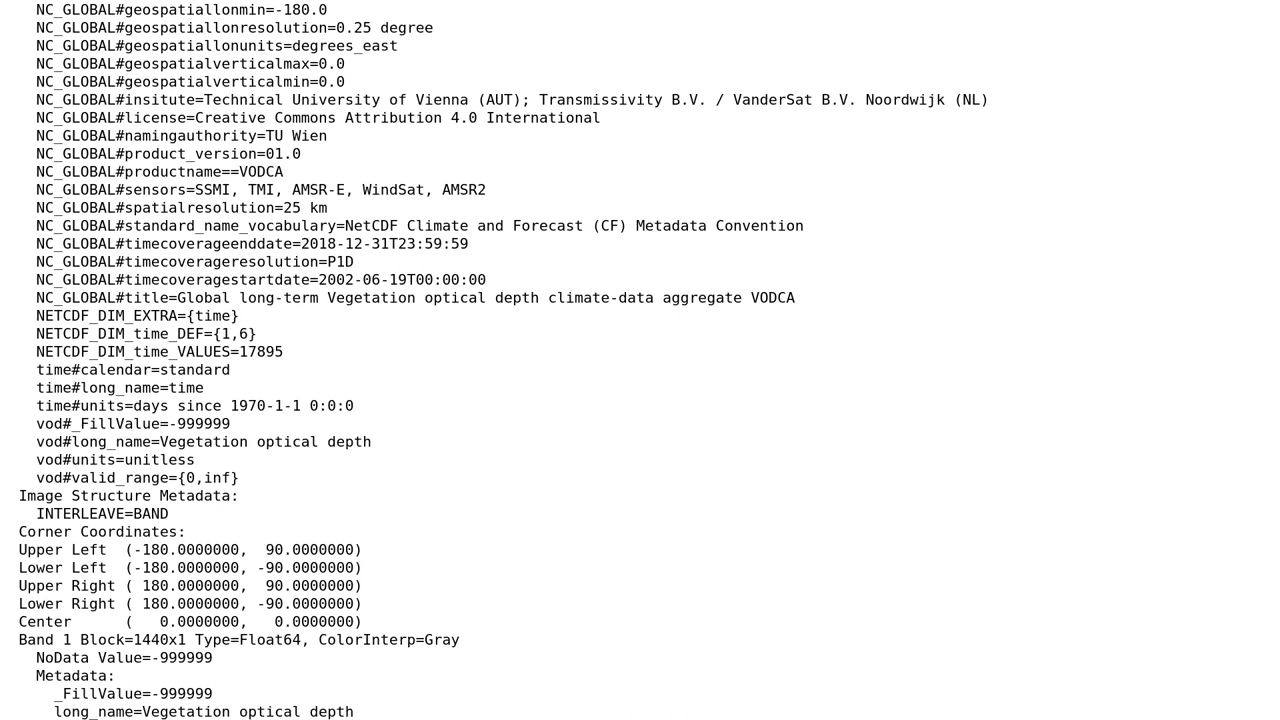 NC_GLOBAL#geospatiallonmin=-180.0
NC_GLOBAL#geospatiallonresolution=0.25 degree
NC_GLOBAL#geospatiallonunits=degrees_east
NC_GLOBAL#geospatialverticalmax=0.0
NC_GLOBAL#geospatialverticalmin=0.0
NC_GLOBAL#insitute=Technical University of Vienna (AUT); Transmissivity B.V. / VanderSat B.V. Noordwijk (NL)
NC_GLOBAL#license=Creative Commons Attribution 4.0 International
NC_GLOBAL#namingauthority=TU Wien
NC_GLOBAL#product_version=01.0
NC_GLOBAL#productname==VODCA
NC_GLOBAL#sensors=SSMI, TMI, AMSR-E, WindSat, AMSR2
NC_GLOBAL#spatialresolution=25 km
NC_GLOBAL#standard_name_vocabulary=NetCDF Climate and Forecast (CF) Metadata Convention
NC_GLOBAL#timecoverageenddate=2018-12-31T23:59:59
NC_GLOBAL#timecoverageresolution=P1D
NC_GLOBAL#timecoveragestartdate=2002-06-19T00:00:00
NC_GLOBAL#title=Global long-term Vegetation optical depth climate-data aggregate VODCA
NETCDF_DIM_EXTRA={time}
NETCDF_DIM_time_DEF={1,6}
NETCDF_DIM_time_VALUES=17895
time#calendar=standard
time#long_name=time
time#units=days since 1970-1-1 0:0:0
vod#_FillValue=-999999
vod#long_name=Vegetation optical depth
vod#units=unitless
vod#valid_range={0,inf}
Image Structure Metadata:
INTERLEAVE=BAND
Corner Coordinates:
Upper Left  (-180.0000000,  90.0000000)
Lower Left  (-180.0000000, -90.0000000)
Upper Right ( 180.0000000,  90.0000000)
Lower Right ( 180.0000000, -90.0000000)
Center      (   0.0000000,   0.0000000)
Band 1 Block=1440x1 Type=Float64, ColorInterp=Gray
NoData Value=-999999
Metadata:
_FillValue=-999999
long_name=Vegetation optical depth